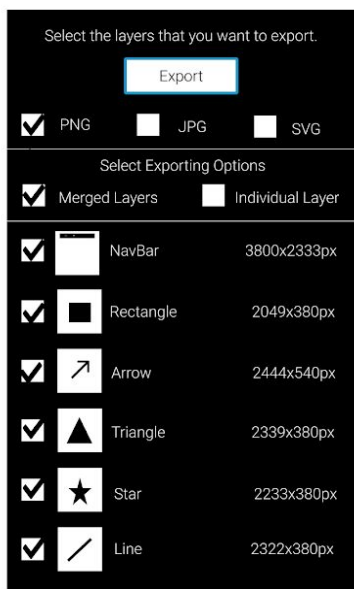 Select the layers that you want to export.
Export
PNG JPG SVG
Select Exporting Options
Merged Layers Individual Layer
NavBar 3800x2333px
Rectangle 2049x380px
Arrow 2444x540px
Triangle 2339x380px
Star 2233x380px
Line 2322x380px